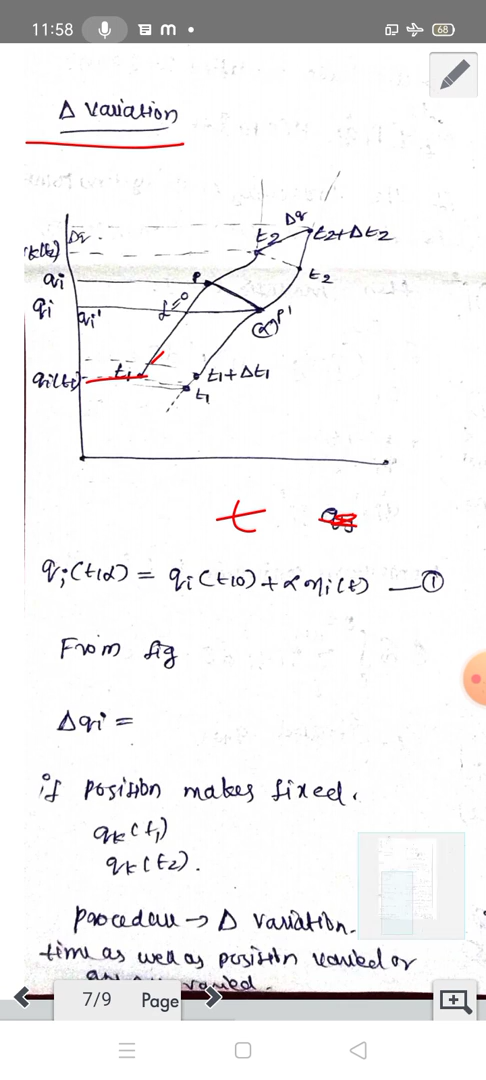 11:58
68
Δ variation
Δq
t2
t2+Δt2
qi
P
t2
qi
qi'
α=0
P'
qi(t1)
t1
t1+Δt1
t1
t
qi(t,α) = qi(t,0) + α ηi(t) —①
From fig
Δqi =
if position makes fixed.
qk(t1)
qk(t2).
procedure → Δ variation.
time as well as position varied or
varied.
7/9 Page